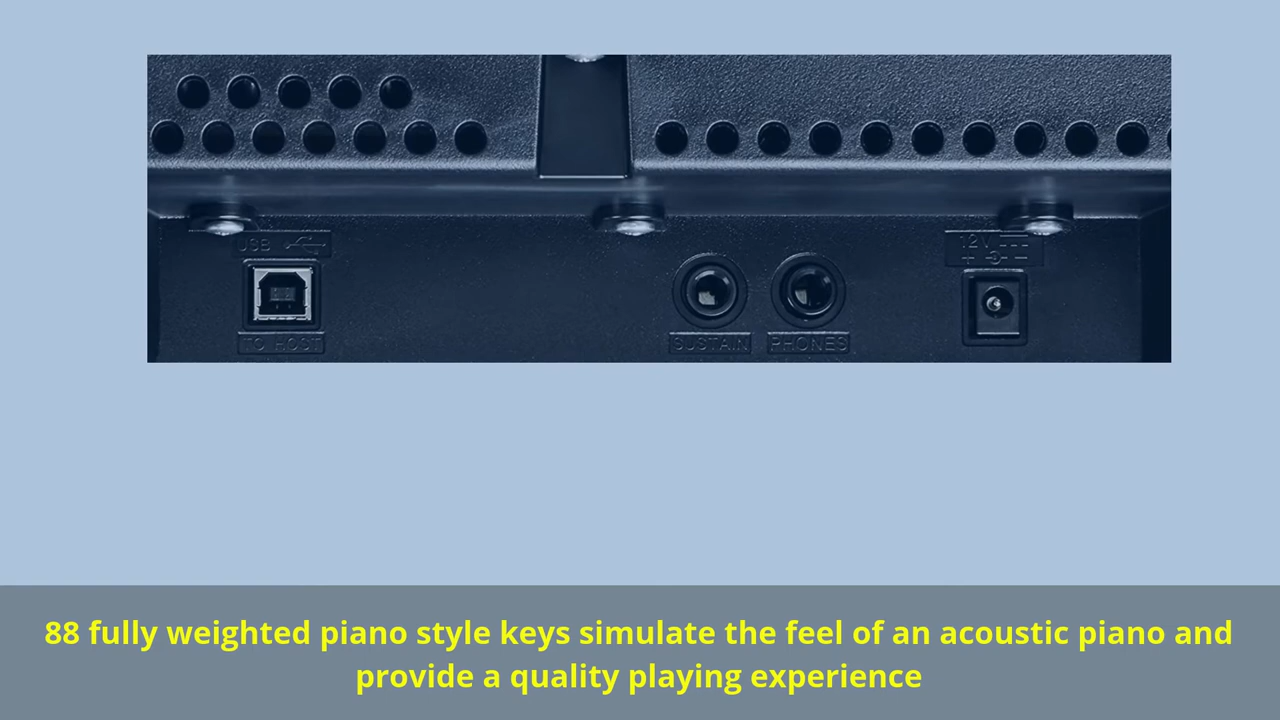 USB
12V
TO HOST
SUSTAIN
PHONES
88 fully weighted piano style keys simulate the feel of an acoustic piano and
provide a quality playing experience